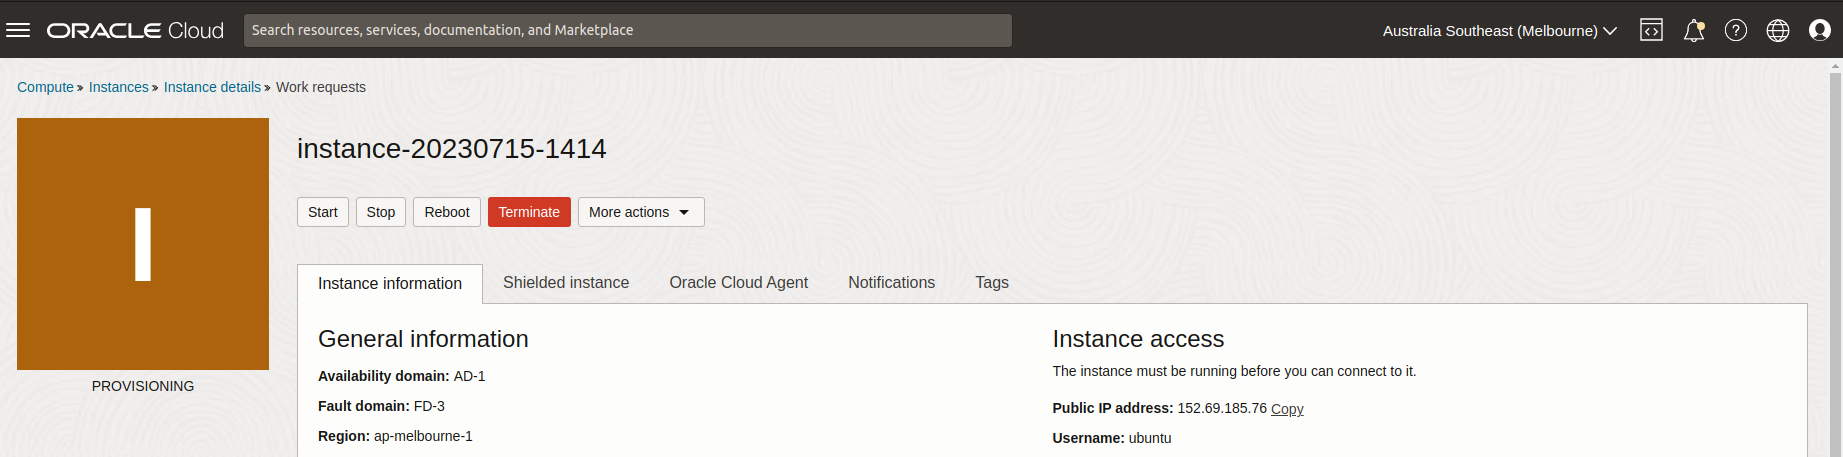 ORACLE Cloud
Search resources, services, documentation, and Marketplace
Australia Southeast (Melbourne)
Compute » Instances » Instance details » Work requests
I
PROVISIONING
instance-20230715-1414
Start Stop Reboot Terminate More actions
Instance information Shielded instance Oracle Cloud Agent Notifications Tags
General information
Availability domain: AD-1
Fault domain: FD-3
Region: ap-melbourne-1
Instance access
The instance must be running before you can connect to it.
Public IP address: 152.69.185.76 Copy
Username: ubuntu